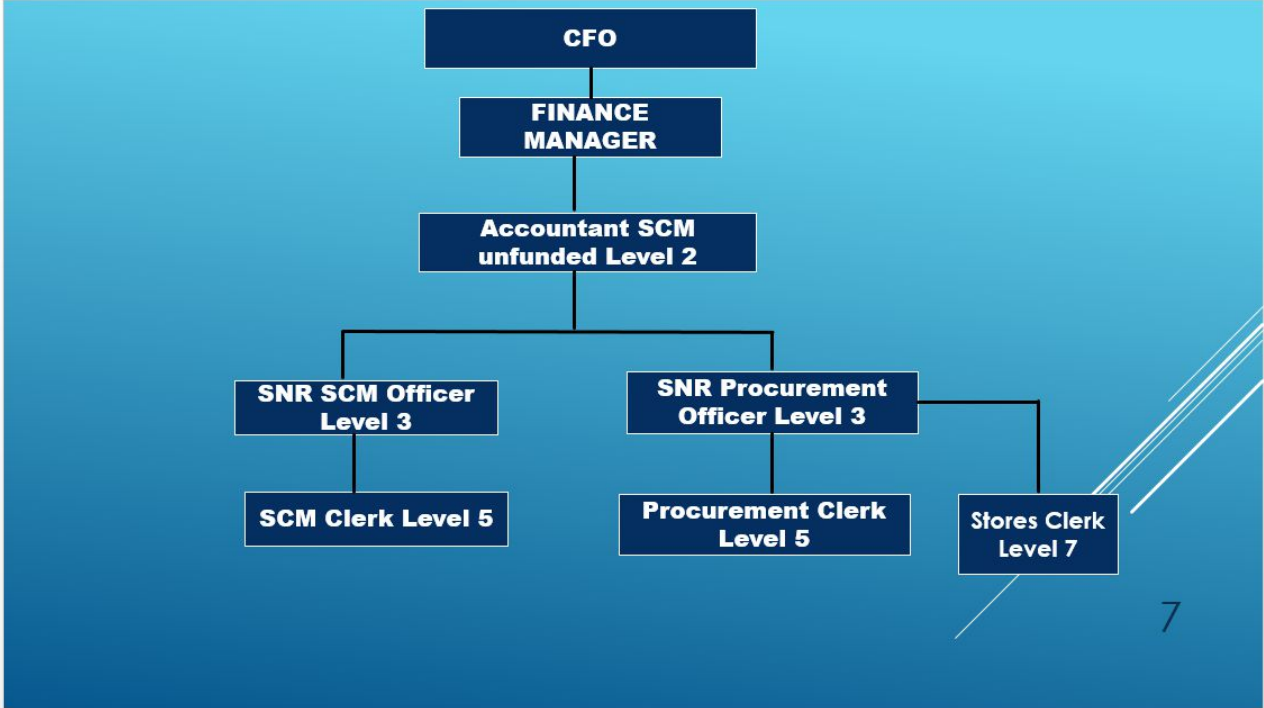 CFO
FINANCE
MANAGER
Accountant SCM
unfunded Level 2
SNR SCM Officer
Level 3
SNR Procurement
Officer Level 3
SCM Clerk Level 5
Procurement Clerk
Level 5
Stores Clerk
Level 7
7